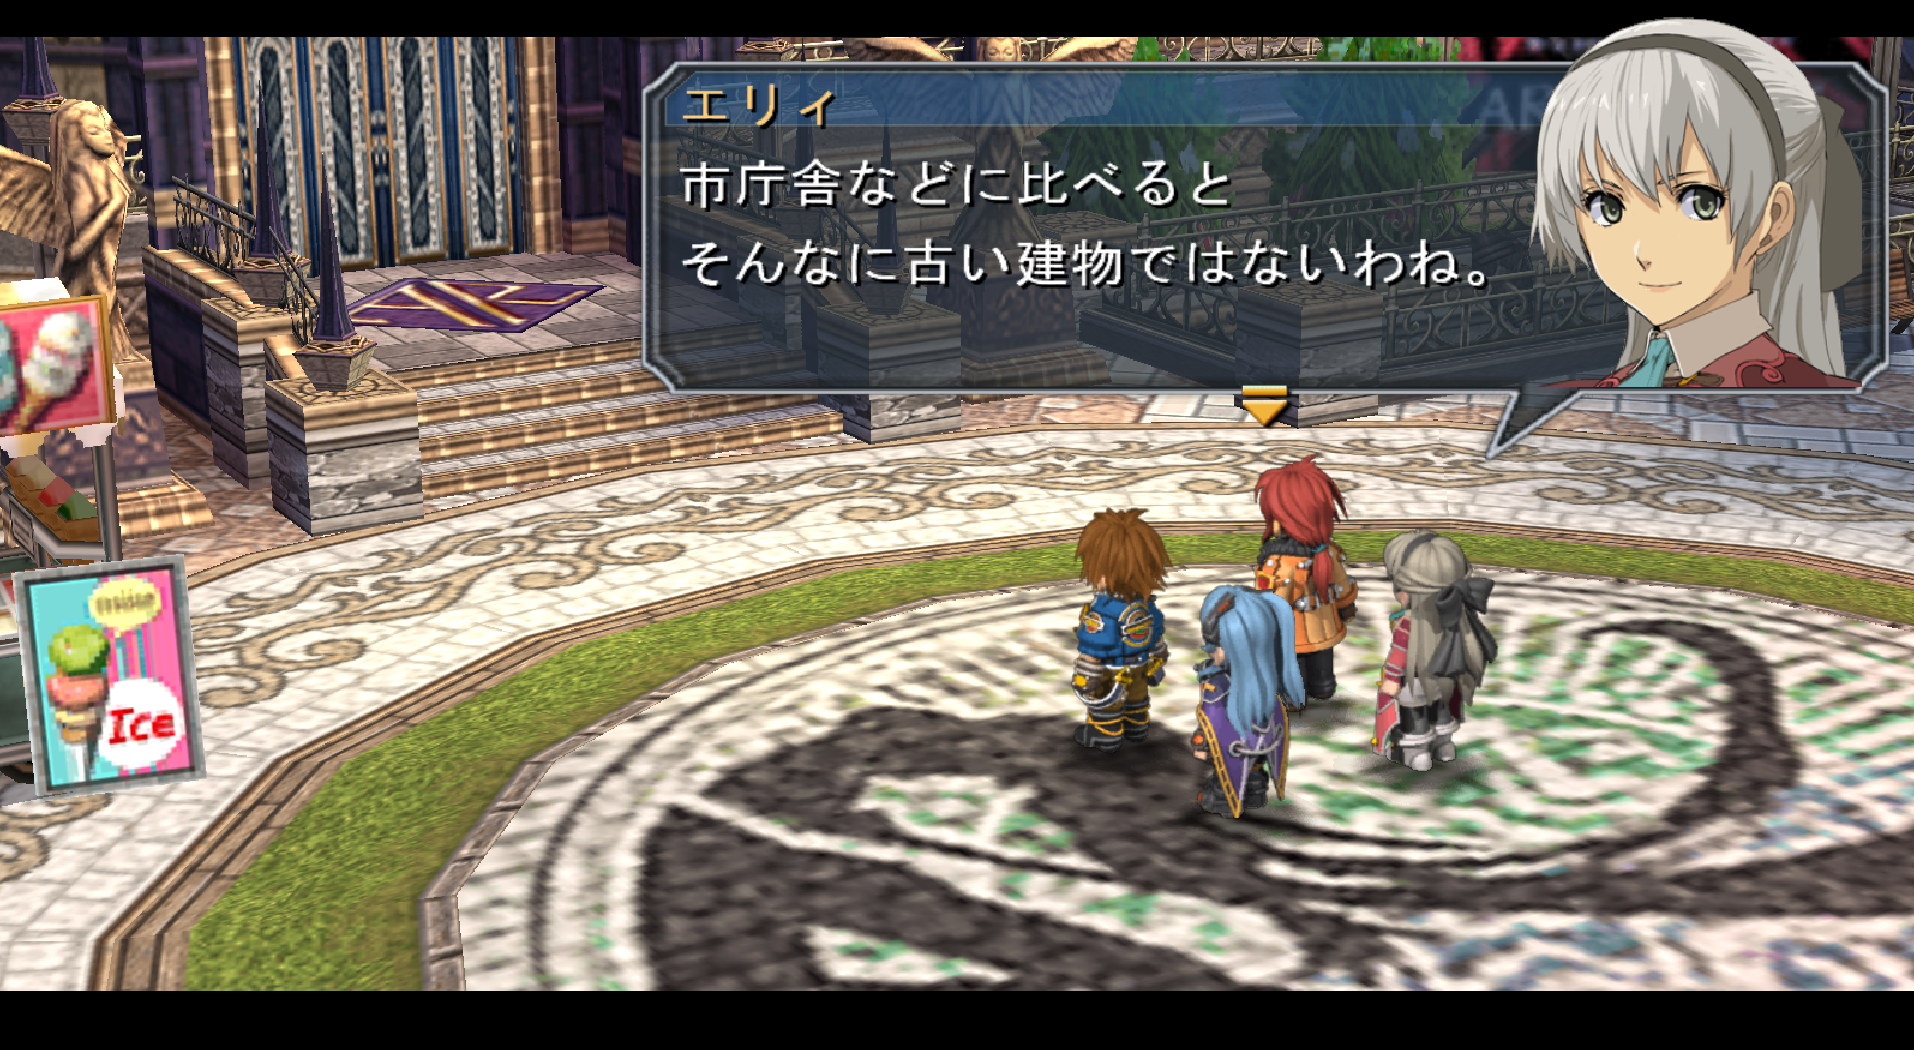 エリィ
市庁舎などに比べると
そんなに古い建物ではないわね。
Ice